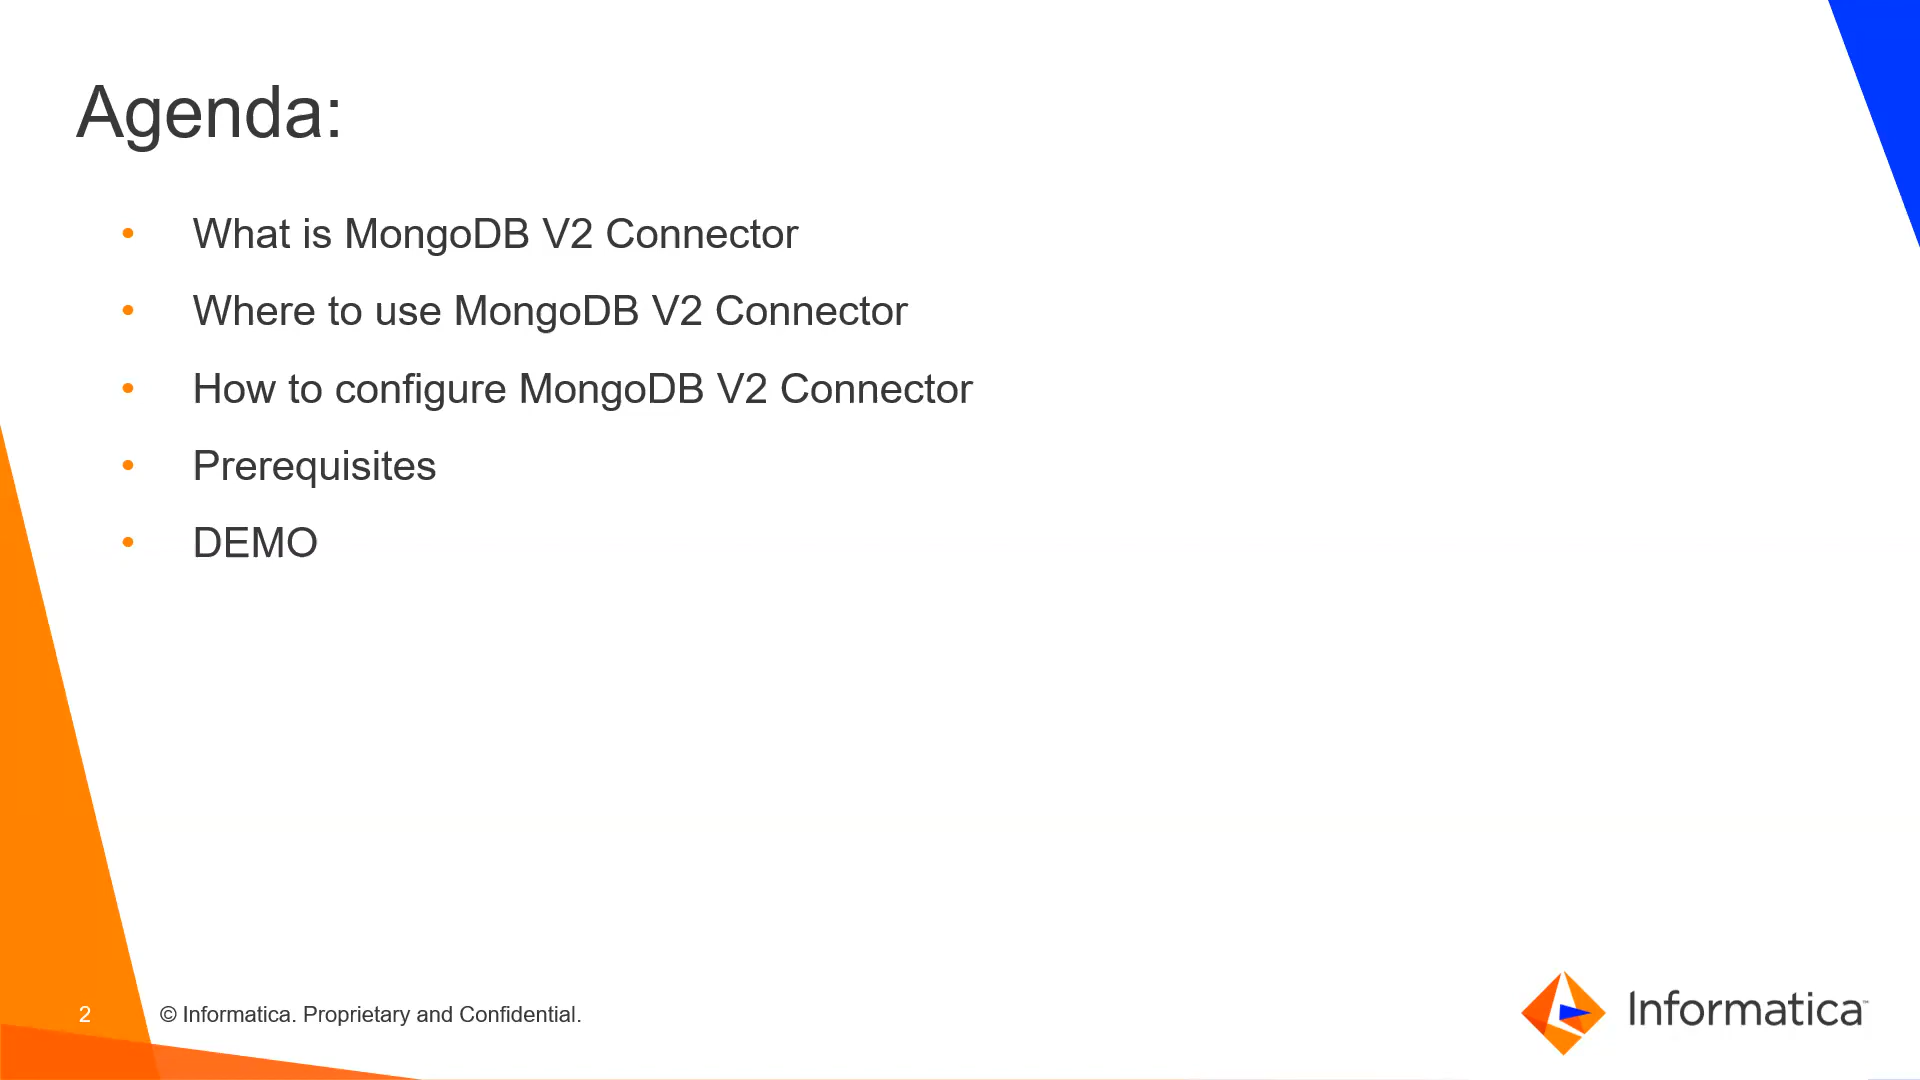 Agenda:
• What is MongoDB V2 Connector
• Where to use MongoDB V2 Connector
• How to configure MongoDB V2 Connector
• Prerequisites
• DEMO
2 © Informatica. Proprietary and Confidential.
Informatica™